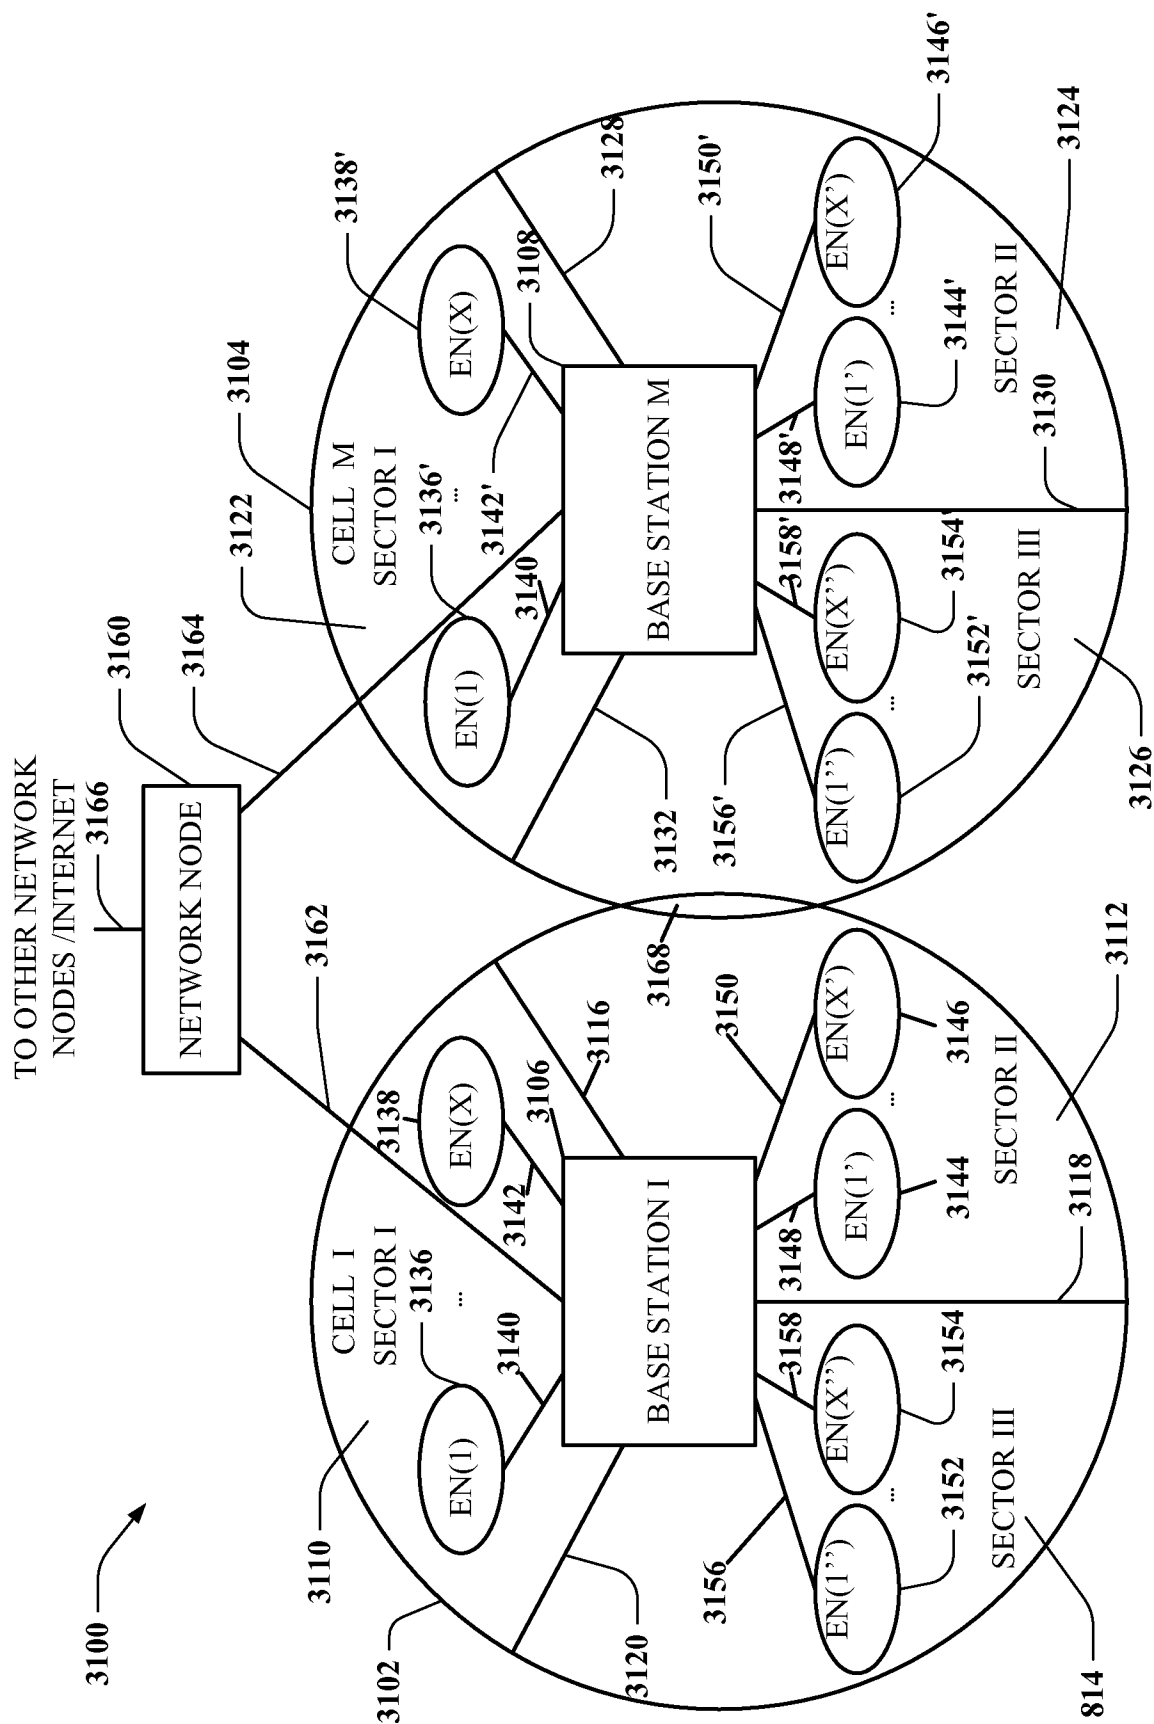 3100
TO OTHER NETWORK
NODES /INTERNET
3166
NETWORK NODE
3160
3162
3164
3102
3110
CELL I
SECTOR I
3136
...
EN(1)
3140
3138
EN(X)
3142
3106
3116
3120
BASE STATION I
3156
3158
3148
3150
EN(1’’)
...
EN(X’’)
EN(1’)
...
EN(X’)
3152
3154
3144
3146
SECTOR III
SECTOR II
814
3118
3112
3168
3104
3122
CELL M
SECTOR I
3136'
...
EN(1)
3140
3138'
EN(X)
3142'
3108
3128
3132
BASE STATION M
3156'
3158'
3148'
3150'
EN(1’’)
...
EN(X’’)
EN(1’)
...
EN(X’)
3152'
3154'
3144'
3146'
SECTOR III
SECTOR II
3126
3130
3124